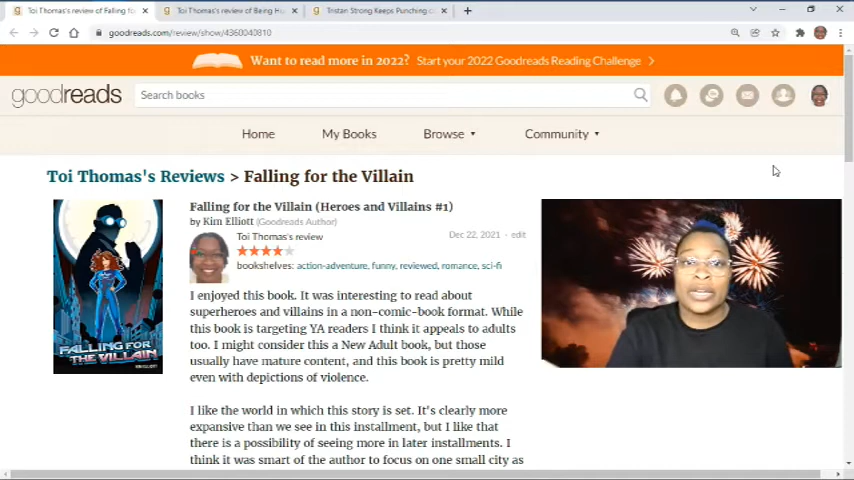 Toi Thomas's review of Falling fo
Toi Thomas's review of Being Hu
Tristan Strong Keeps Punching
goodreads.com/review/show/4360040810
Want to read more in 2022? Start your 2022 Goodreads Reading Challenge
goodreads
Search books
Home
My Books
Browse
Community
Toi Thomas's Reviews > Falling for the Villain
Falling for the Villain (Heroes and Villains #1)
by Kim Elliott (Goodreads Author)
Toi Thomas's review
Dec 22, 2021 · edit
bookshelves: action-adventure, funny, reviewed, romance, sci-fi
I enjoyed this book. It was interesting to read about
superheroes and villains in a non-comic-book format. While
this book is targeting YA readers I think it appeals to adults
too. I might consider this a New Adult book, but those
usually have mature content, and this book is pretty mild
even with depictions of violence.
I like the world in which this story is set. It's clearly more
expansive than we see in this installment, but I like that
there is a possibility of seeing more in later installments. I
think it was smart of the author to focus on one small city as
FALLING FOR
THE VILLAIN
KIM ELLIOTT